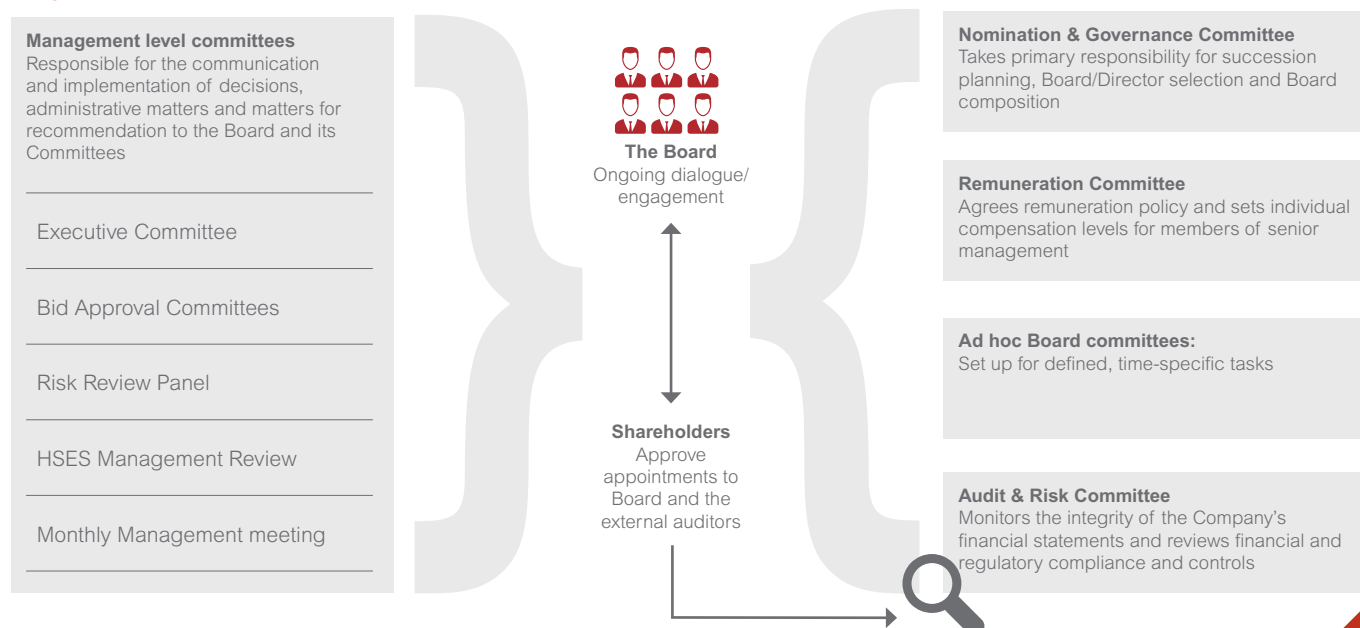 Management level committees
Responsible for the communication
and implementation of decisions,
administrative matters and matters for
recommendation to the Board and its
Committees
Executive Committee
Bid Approval Committees
Risk Review Panel
HSES Management Review
Monthly Management meeting
The Board
Ongoing dialogue/
engagement
Shareholders
Approve
appointments to
Board and the
external auditors
Nomination & Governance Committee
Takes primary responsibility for succession
planning, Board/Director selection and Board
composition
Remuneration Committee
Agrees remuneration policy and sets individual
compensation levels for members of senior
management
Ad hoc Board committees:
Set up for defined, time-specific tasks
Audit & Risk Committee
Monitors the integrity of the Company's
financial statements and reviews financial and
regulatory compliance and controls